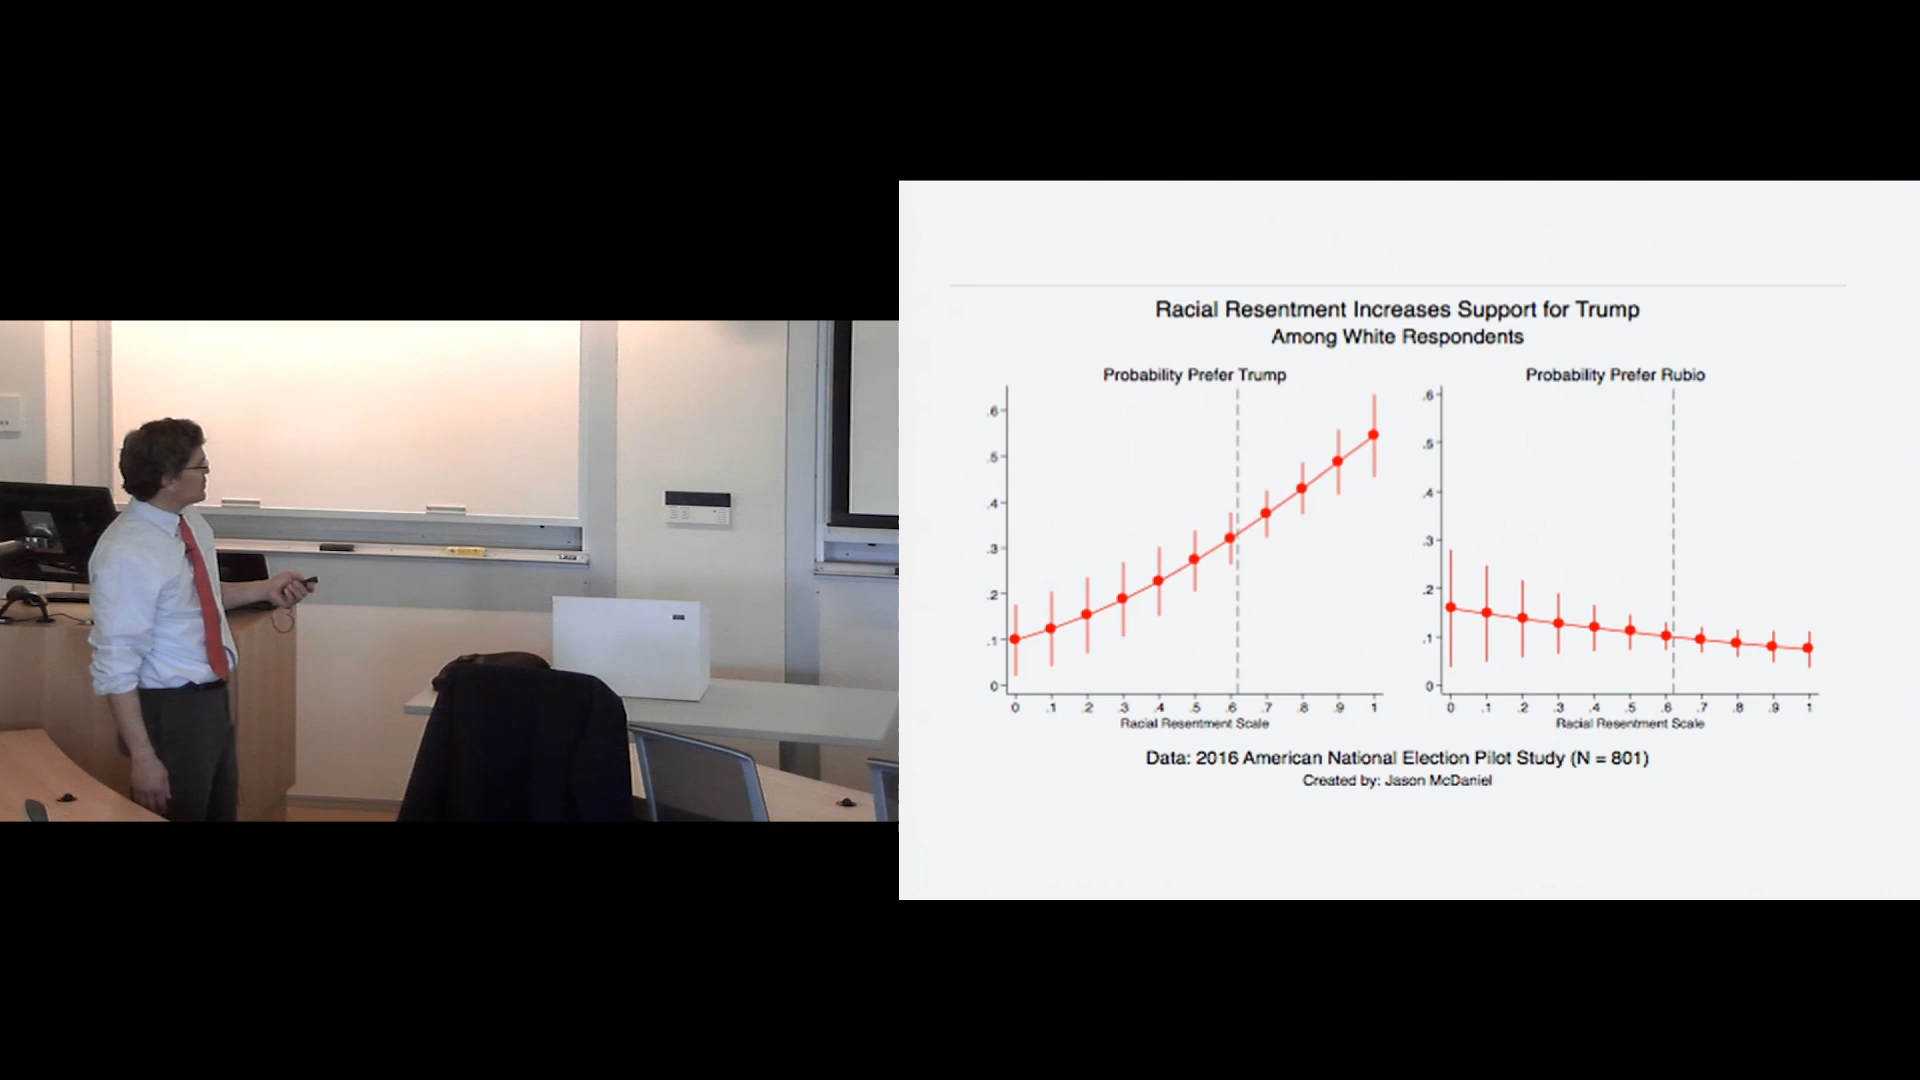 Racial Resentment Increases Support for Trump
Among White Respondents
Probability Prefer Trump
.6
.5
.4
.3
.2
.1
0
0 .1 .2 .3 .4 .5 .6 .7 .8 .9 1
Racial Resentment Scale
Probability Prefer Rubio
.6
.5
.4
.3
.2
.1
0
0 .1 .2 .3 .4 .5 .6 .7 .8 .9 1
Racial Resentment Scale
Data: 2016 American National Election Pilot Study (N = 801)
Created by: Jason McDaniel